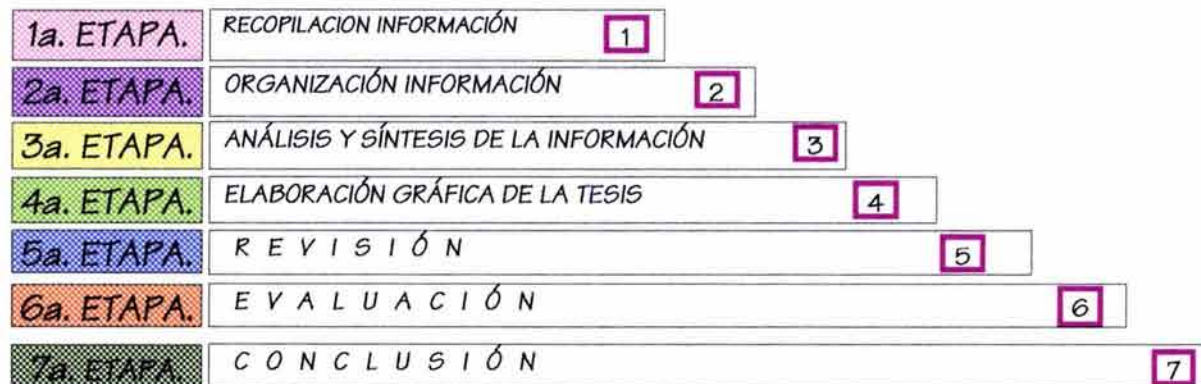 1a. ETAPA. RECOPILACION INFORMACIÓN 1
2a. ETAPA. ORGANIZACIÓN INFORMACIÓN 2
3a. ETAPA. ANÁLISIS Y SÍNTESIS DE LA INFORMACIÓN 3
4a. ETAPA. ELABORACIÓN GRÁFICA DE LA TESIS 4
5a. ETAPA. R E V I S I Ó N 5
6a. ETAPA. E V A L U A C I Ó N 6
7a. ETAPA. C O N C L U S I Ó N 7